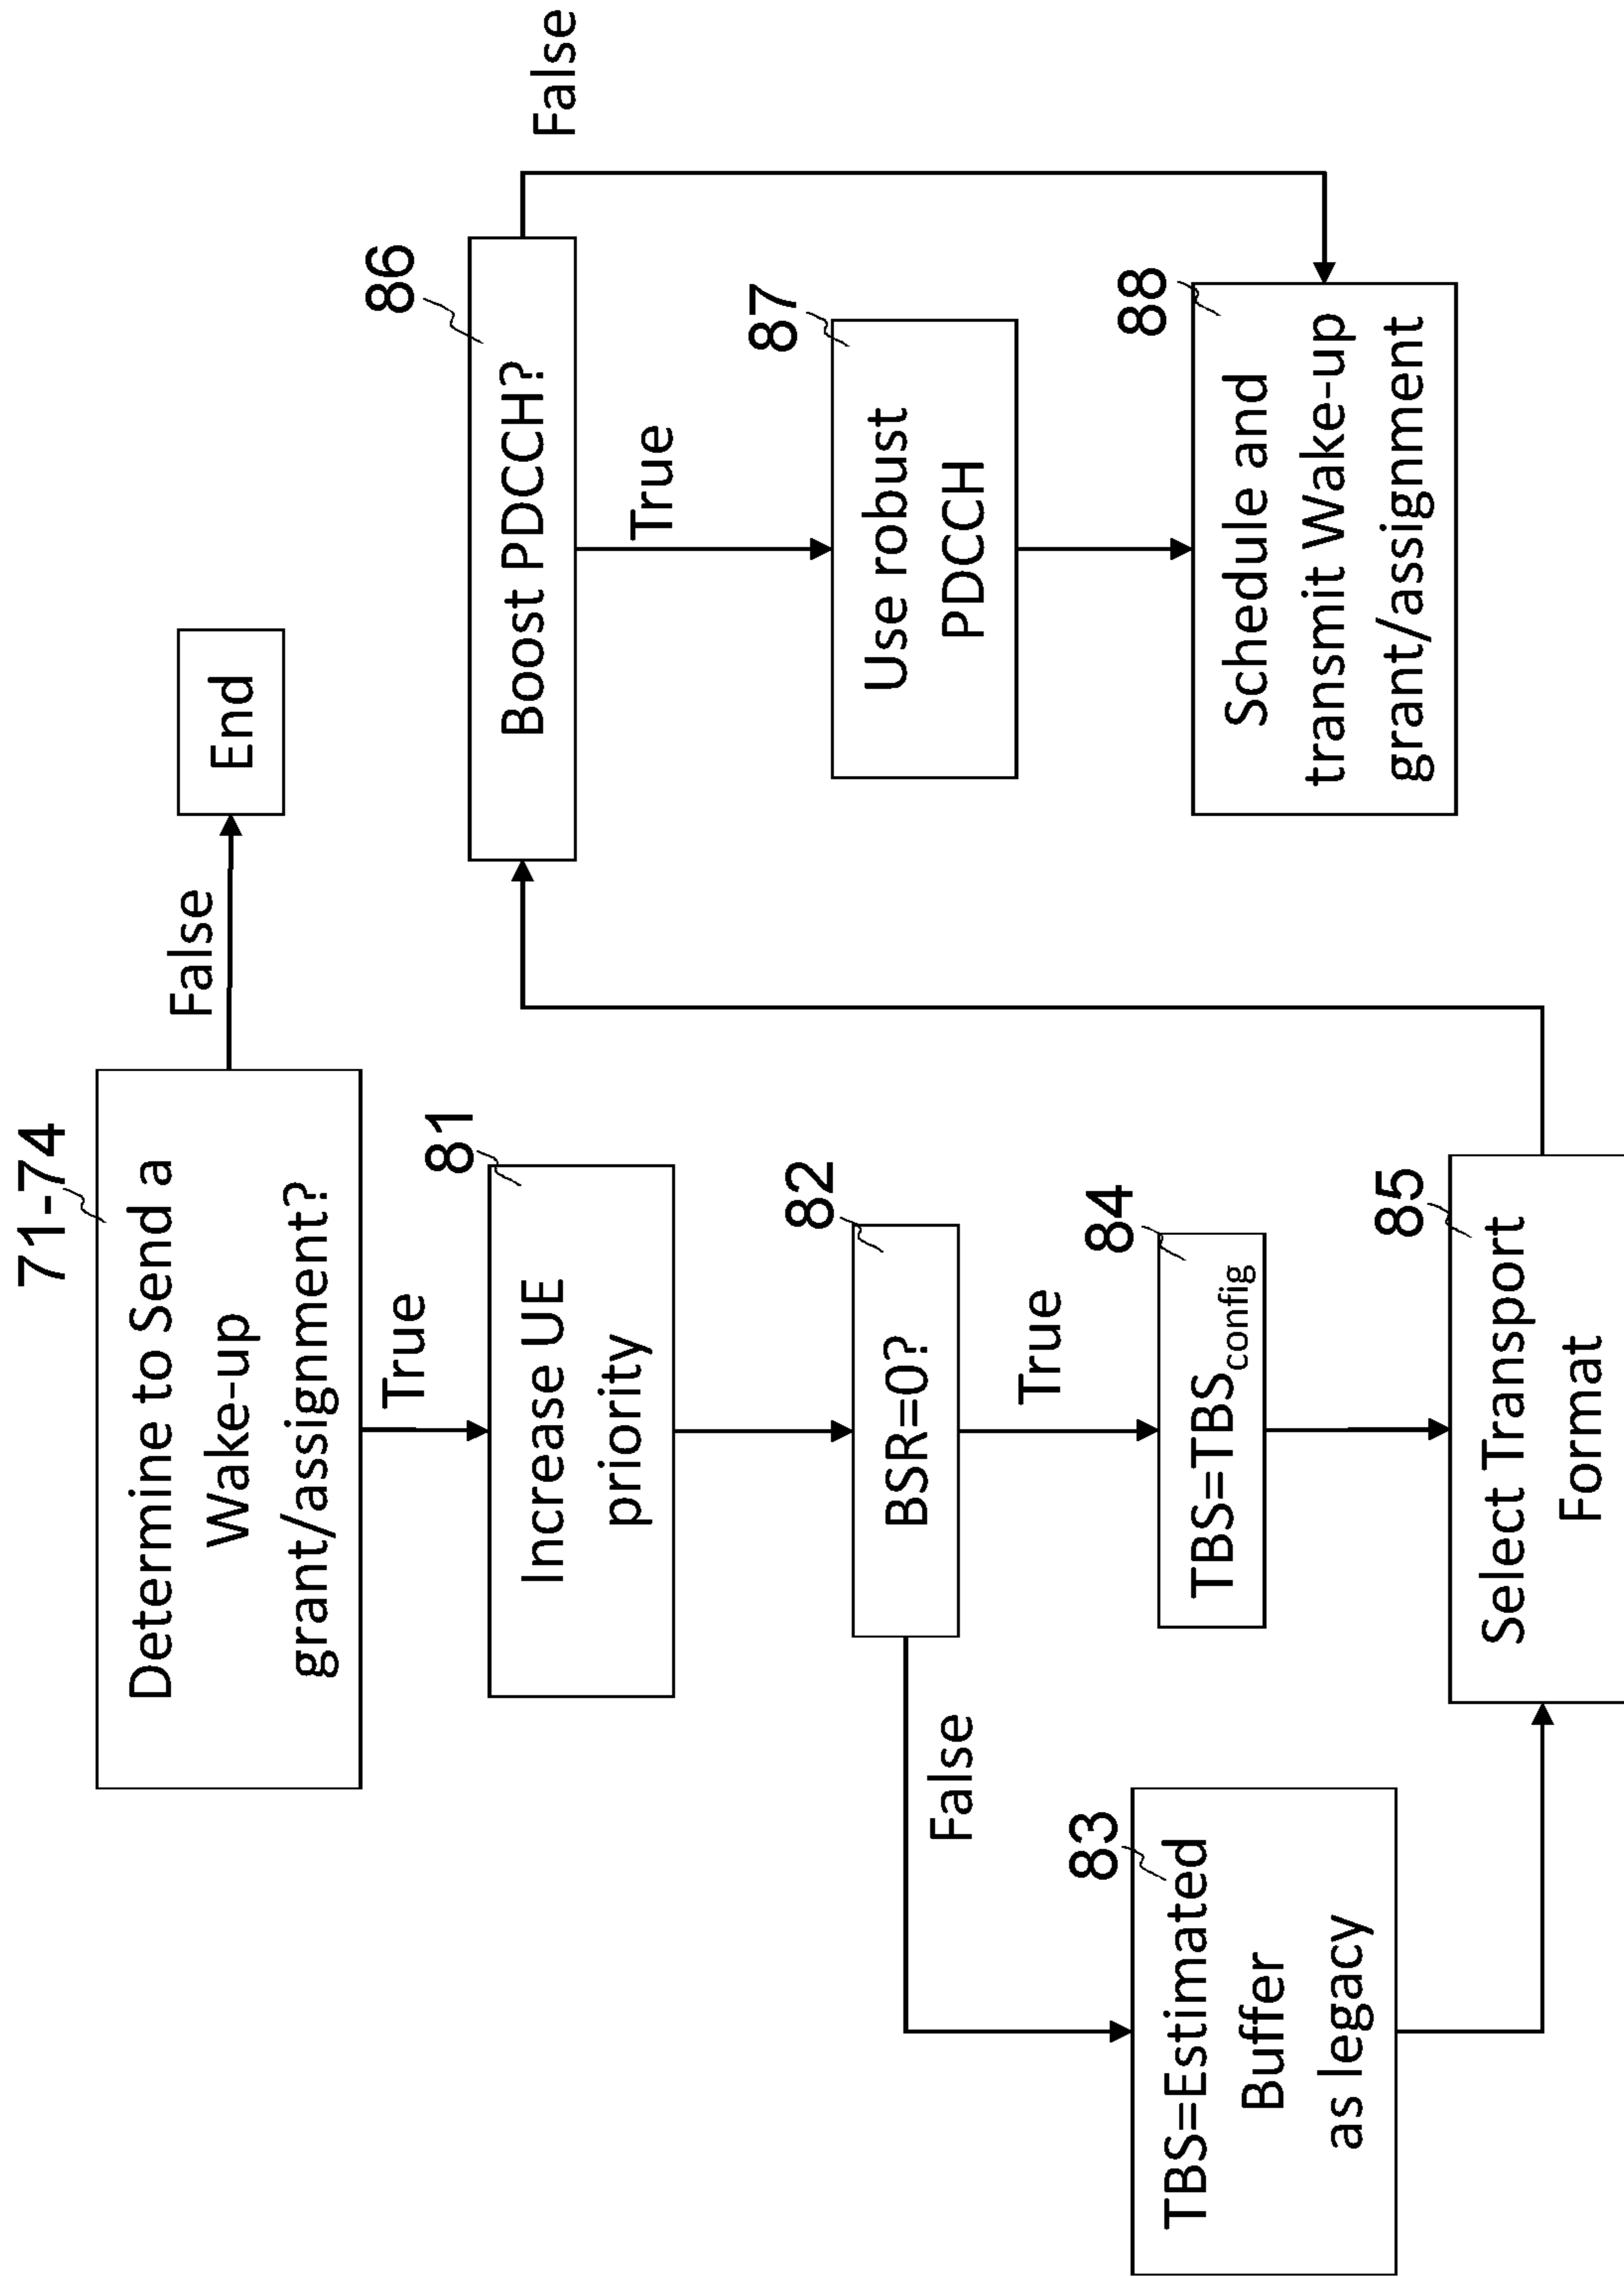 71-74
Determine to Send a
Wake-up
grant/assignment?
False
End
True
81
Increase UE
priority
82
BSR=0?
False
True
83
TBS=Estimated
Buffer
as legacy
84
TBS=TBSconfig
85
Select Transport
Format
86
Boost PDCCH?
False
True
87
Use robust
PDCCH
88
Schedule and
transmit Wake-up
grant/assignment